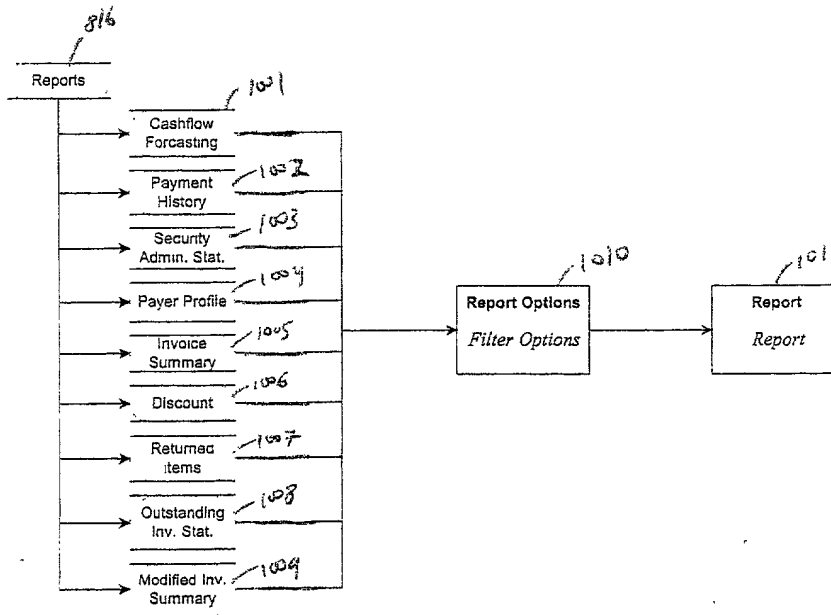 816
Reports
1001
Cashflow
Forcasting
1002
Payment
History
1003
Security
Admin. Stat.
1004
Payer Profile
1005
Invoice
Summary
1006
Discount
1007
Returned
Items
1008
Outstanding
Inv. Stat.
1009
Modified Inv.
Summary
1010
Report Options
Filter Options
101
Report
Report